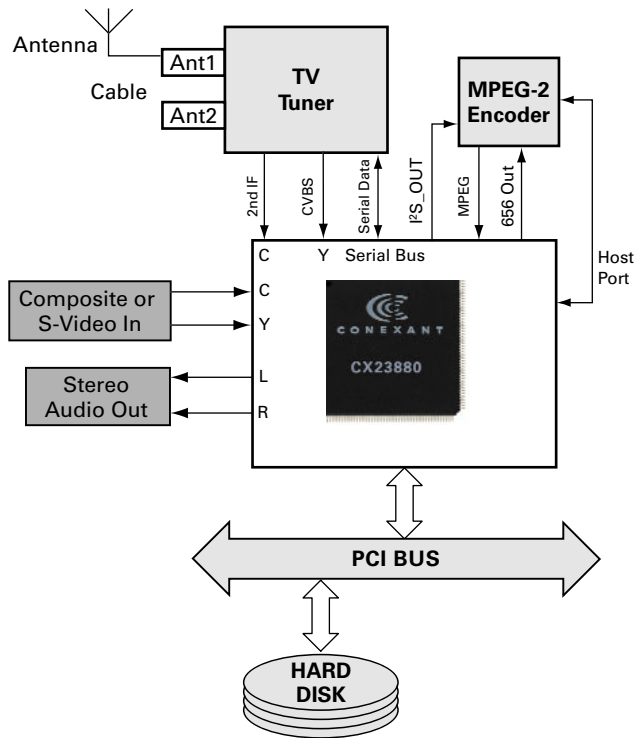 Antenna
Ant1
Cable
Ant2
TV
Tuner
MPEG-2
Encoder
2nd IF
CVBS
Serial Data
I²S_OUT
MPEG
656 Out
Host
Port
C
Y
Serial Bus
Composite or
S-Video In
C
Y
CONEXANT
CX23880
Stereo
Audio Out
L
R
PCI BUS
HARD
DISK